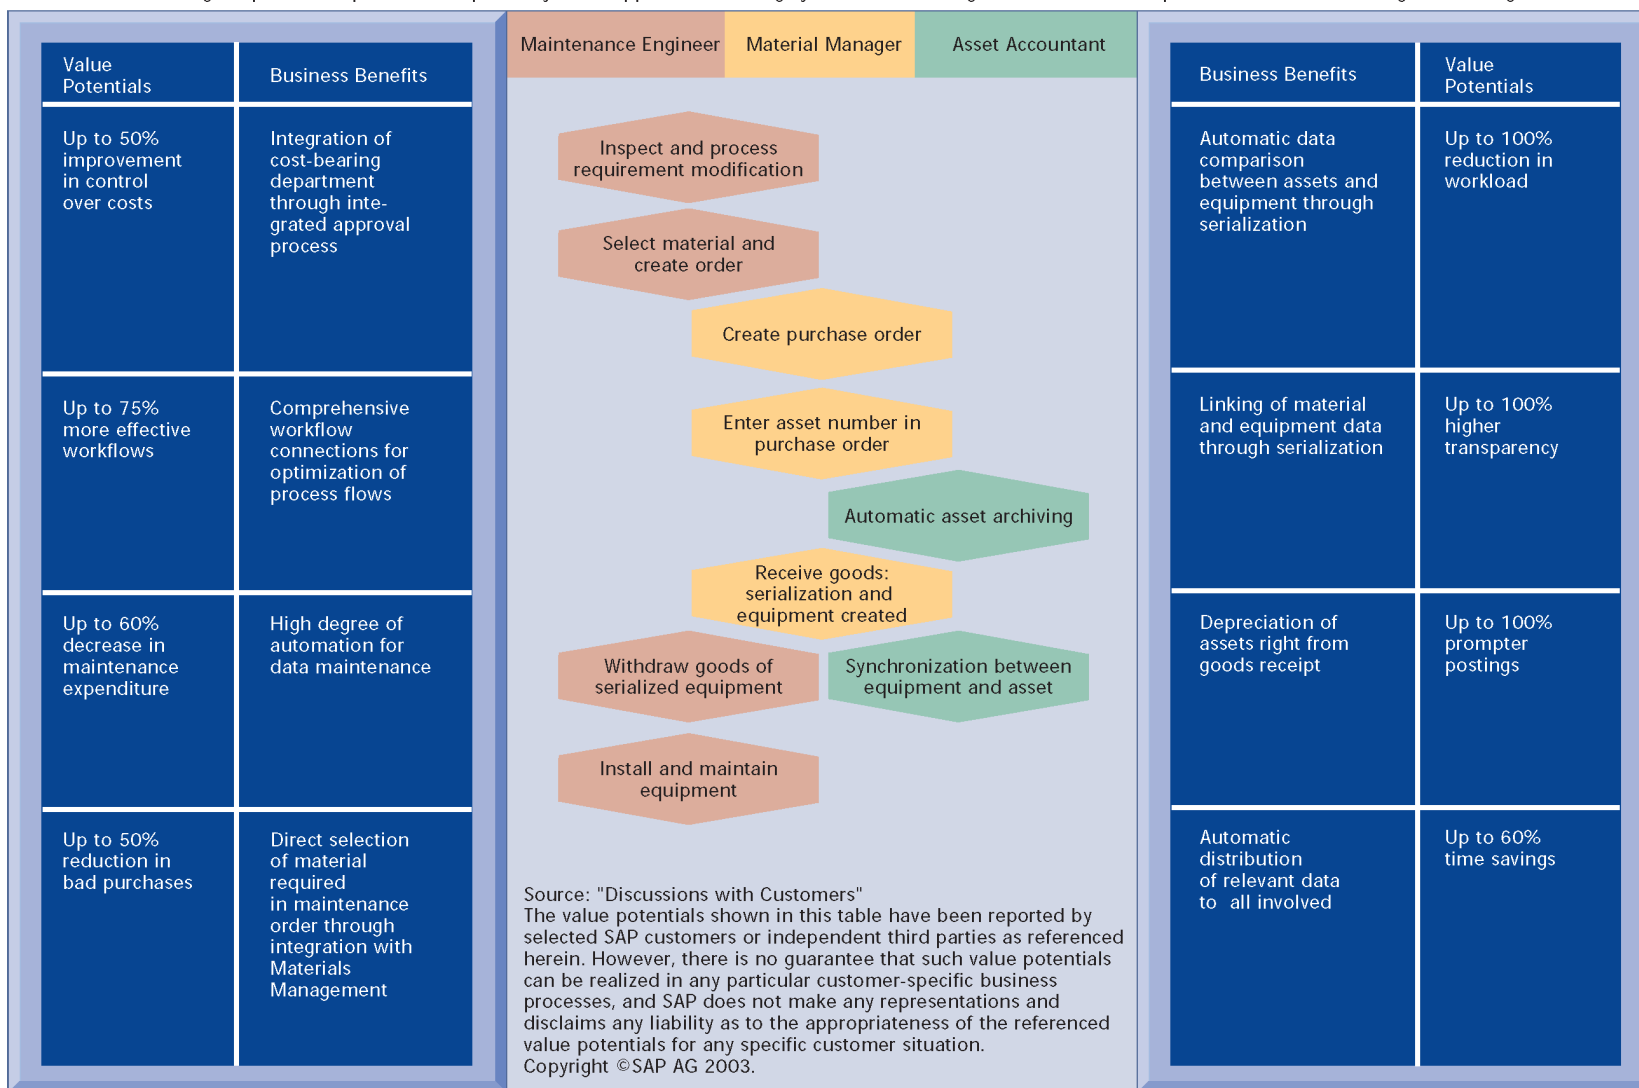 Value
Potentials
Business Benefits
Up to 50%
improvement
in control
over costs
Integration of
cost-bearing
department
through inte-
grated approval
process
Up to 75%
more effective
workflows
Comprehensive
workflow
connections for
optimization of
process flows
Up to 60%
decrease in
maintenance
expenditure
High degree of
automation for
data maintenance
Up to 50%
reduction in
bad purchases
Direct selection
of material
required
in maintenance
order through
integration with
Materials
Management
Maintenance Engineer
Material Manager
Asset Accountant
Inspect and process
requirement modification
Select material and
create order
Create purchase order
Enter asset number in
purchase order
Automatic asset archiving
Receive goods:
serialization and
equipment created
Withdraw goods of
serialized equipment
Synchronization between
equipment and asset
Install and maintain
equipment
Source: "Discussions with Customers"
The value potentials shown in this table have been reported by
selected SAP customers or independent third parties as referenced
herein. However, there is no guarantee that such value potentials
can be realized in any particular customer-specific business
processes, and SAP does not make any representations and
disclaims any liability as to the appropriateness of the referenced
value potentials for any specific customer situation.
Copyright ©SAP AG 2003.
Business Benefits
Value
Potentials
Automatic data
comparison
between assets and
equipment through
serialization
Up to 100%
reduction in
workload
Linking of material
and equipment data
through serialization
Up to 100%
higher
transparency
Depreciation of
assets right from
goods receipt
Up to 100%
prompter
postings
Automatic
distribution
of relevant data
to all involved
Up to 60%
time savings